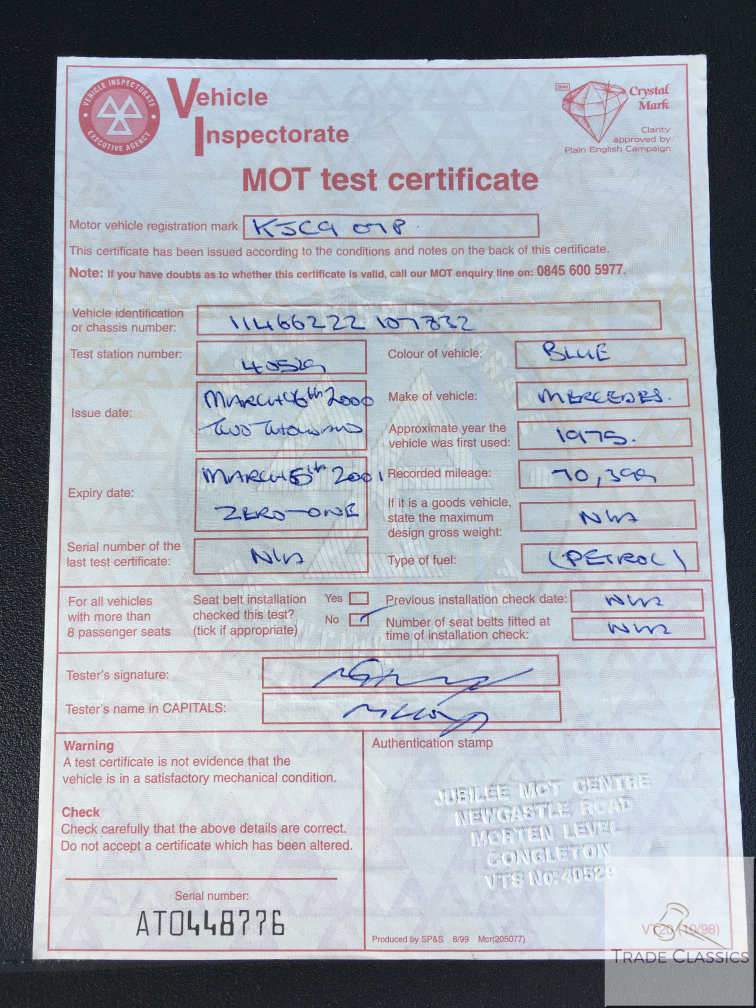 VEHICLE INSPECTORATE
EXECUTIVE AGENCY
Vehicle
Inspectorate
Crystal
Mark
Clarity
approved by
Plain English Campaign
MOT test certificate
Motor vehicle registration mark
This certificate has been issued according to the conditions and notes on the back of this certificate.
Note: If you have doubts as to whether this certificate is valid, call our MOT enquiry line on: 0845 600 5977.
Vehicle identification
or chassis number: 11466222 107832
Test station number: 40529
Colour of vehicle: BLUE
Issue date: MARCH 6th 2000
TWO THOUSAND
Make of vehicle: MERCEDES.
Approximate year the
vehicle was first used: 1975.
Expiry date: MARCH 5th 2001
ZERO-ONE
Recorded mileage: 70,399
If it is a goods vehicle,
state the maximum
design gross weight: N/A
Serial number of the
last test certificate: N/A
Type of fuel: (PETROL)
For all vehicles
with more than
8 passenger seats
Seat belt installation
checked this test?
(tick if appropriate)
Yes
No
Previous installation check date: N/A
Number of seat belts fitted at
time of installation check: N/A
Tester's signature:
Tester's name in CAPITALS:
Warning
A test certificate is not evidence that the
vehicle is in a satisfactory mechanical condition.
Check
Check carefully that the above details are correct.
Do not accept a certificate which has been altered.
Serial number:
AT0448776
Authentication stamp
JUBILEE MOT CENTRE
NEWCASTLE ROAD
MORTEN LEVEL
CONGLETON
VTS No: 40529
Produced by SP&S 8/99 Mcr(205077)
VT20 (10/98)
TRADE CLASSICS